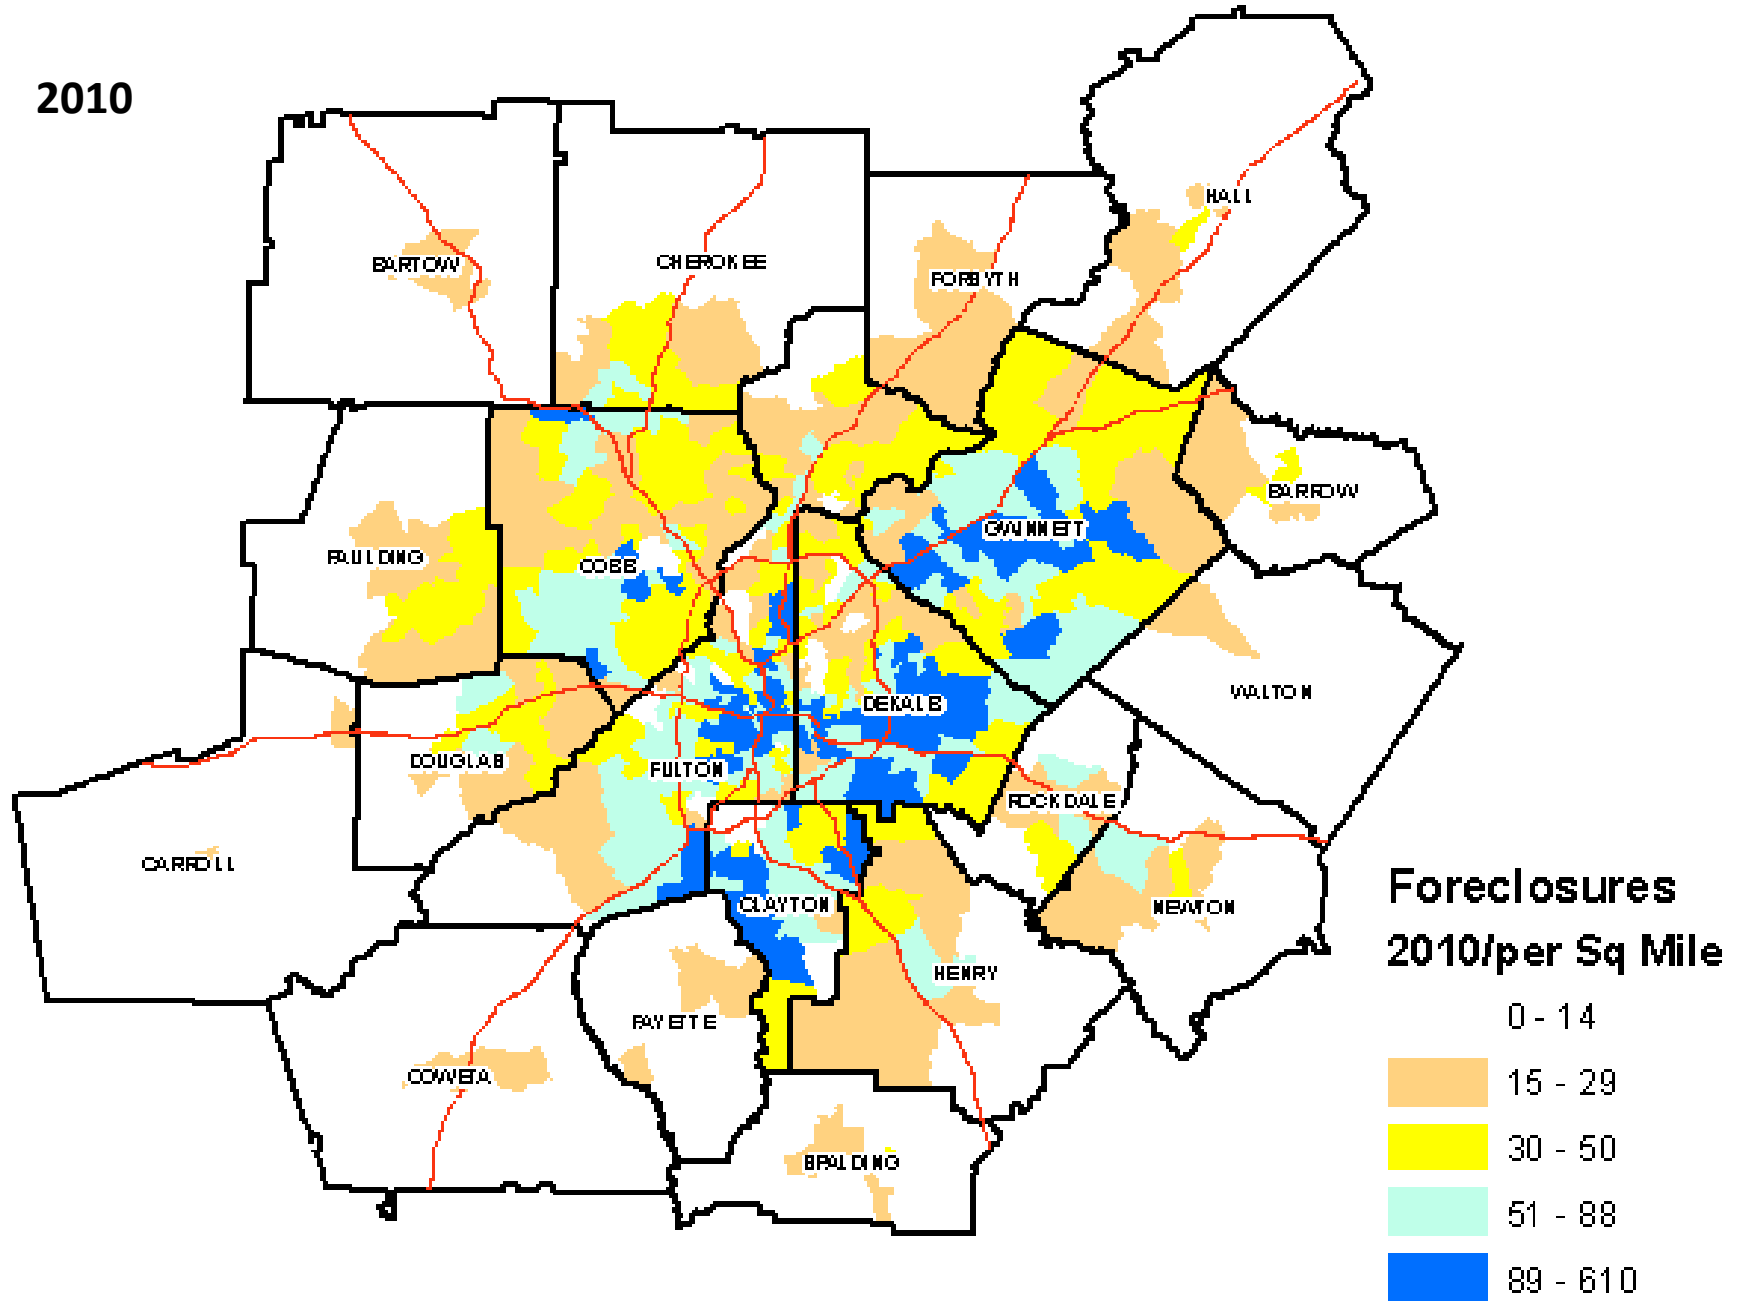 2010
HALL
BARTOW
CHEROKEE
FORSYTH
BARROW
PAULDING
COBB
GWINNETT
WALTON
DEKALB
DOUGLAS
FULTON
ROCKDALE
CARROLL
CLAYTON
NEWTON
HENRY
FAYETTE
COWETA
SPALDING
Foreclosures
2010/per Sq Mile
0 - 14
15 - 29
30 - 50
51 - 88
89 - 610